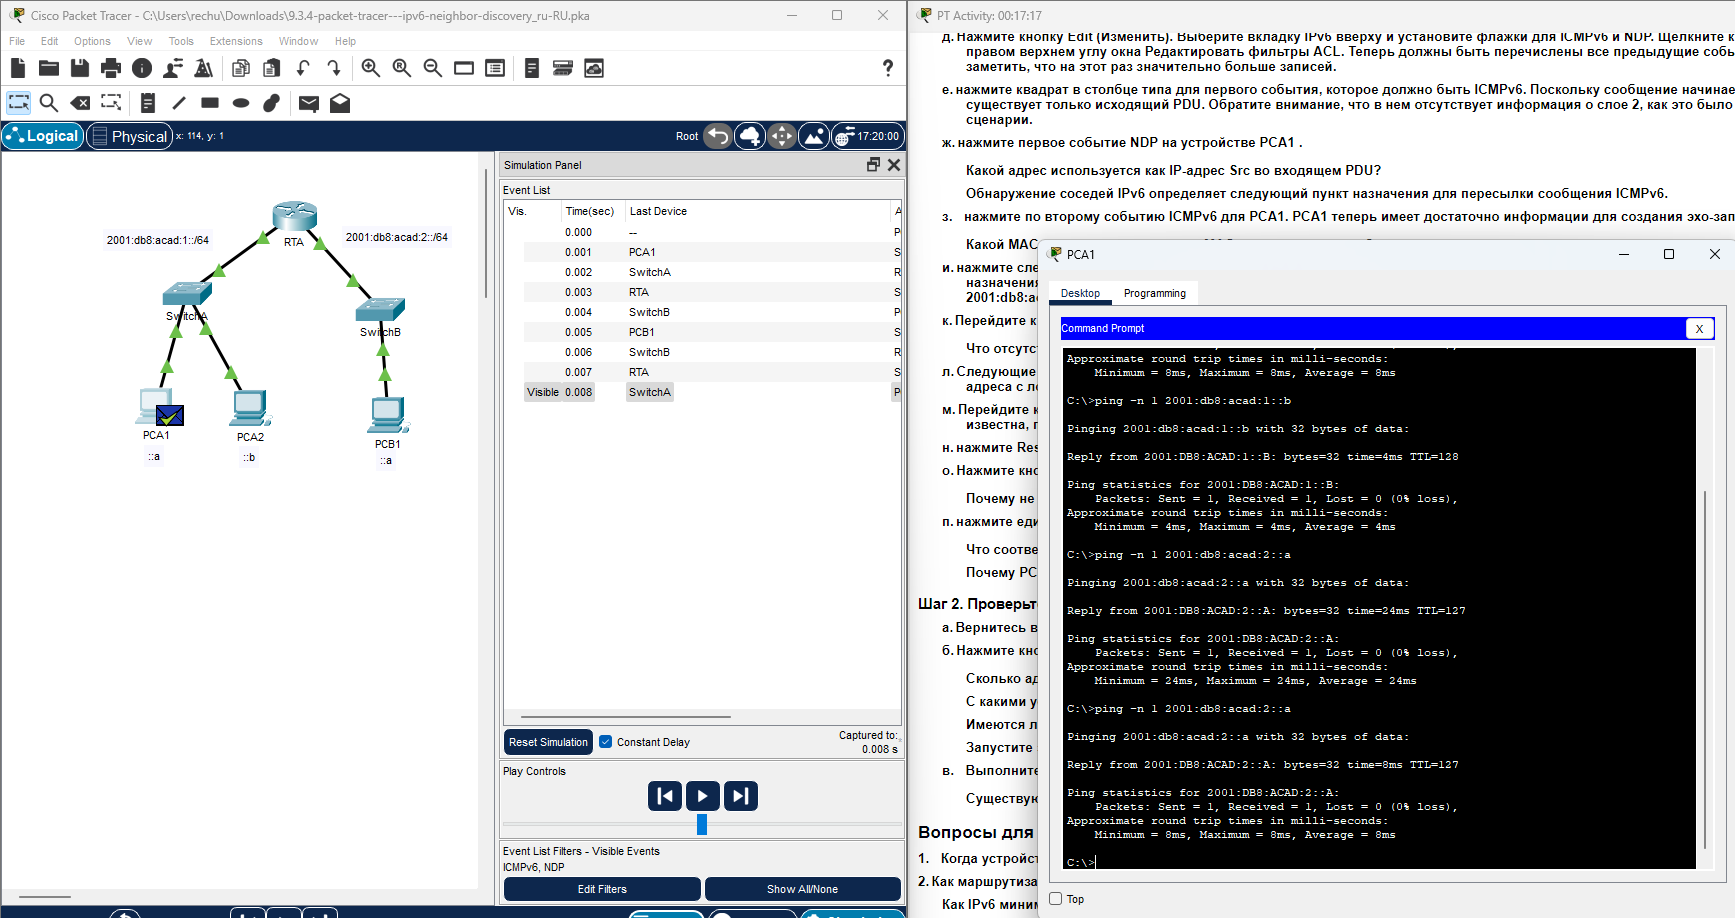 Cisco Packet Tracer - C:\Users\rechu\Downloads\9.3.4-packet-tracer---ipv6-neighbor-discovery_ru-RU.pka
File Edit Options View Tools Extensions Window Help
Logical Physical x: 114, y: 1 Root 17:20:00
2001:db8:acad:1::/64
RTA
2001:db8:acad:2::/64
SwitchA
SwitchB
PCA1
::a
PCA2
::b
PCB1
::a
Simulation Panel
Event List
Vis. Time(sec) Last Device A
0.000 -- P
0.001 PCA1 S
0.002 SwitchA R
0.003 RTA S
0.004 SwitchB P
0.005 PCB1 S
0.006 SwitchB R
0.007 RTA S
Visible 0.008 SwitchA P
Reset Simulation Constant Delay Captured to:
0.008 s
Play Controls
Event List Filters - Visible Events
ICMPv6, NDP
Edit Filters Show All/None
PT Activity: 00:17:17
д. Нажмите кнопку Edit (Изменить). Выберите вкладку IPv6 вверху и установите флажки для ICMPv6 и NDP. Щелкните к
правом верхнем углу окна Редактировать фильтры ACL. Теперь должны быть перечислены все предыдущие собы
заметить, что на этот раз значительно больше записей.
е. нажмите квадрат в столбце типа для первого события, которое должно быть ICMPv6. Поскольку сообщение начинае
существует только исходящий PDU. Обратите внимание, что в нем отсутствует информация о слое 2, как это было
сценарии.
ж. нажмите первое событие NDP на устройстве PCA1 .
Какой адрес используется как IP-адрес Src во входящем PDU?
Обнаружение соседей IPv6 определяет следующий пункт назначения для пересылки сообщения ICMPv6.
з. нажмите по второму событию ICMPv6 для PCA1. PCA1 теперь имеет достаточно информации для создания эхо-зап
Какой MAC
и. нажмите сле
назначения
2001:db8:ac
к. Перейдите к
Что отсутст
л. Следующие
адреса с ло
м. Перейдите к
известна, п
н. нажмите Res
о. Нажмите кно
Почему не
п. нажмите еди
Что соотве
Почему PC
Шаг 2. Проверьте
а. Вернитесь в
б. Нажмите кно
Сколько ад
С какими у
Имеются л
Запустите
в. Выполните
Существую
Вопросы для
1. Когда устройст
2. Как маршрутиза
Как IPv6 миним
PCA1
Desktop Programming
Command Prompt X
Approximate round trip times in milli-seconds:
Minimum = 8ms, Maximum = 8ms, Average = 8ms
C:\>ping -n 1 2001:db8:acad:1::b
Pinging 2001:db8:acad:1::b with 32 bytes of data:
Reply from 2001:DB8:ACAD:1::B: bytes=32 time=4ms TTL=128
Ping statistics for 2001:DB8:ACAD:1::B:
Packets: Sent = 1, Received = 1, Lost = 0 (0% loss),
Approximate round trip times in milli-seconds:
Minimum = 4ms, Maximum = 4ms, Average = 4ms
C:\>ping -n 1 2001:db8:acad:2::a
Pinging 2001:db8:acad:2::a with 32 bytes of data:
Reply from 2001:DB8:ACAD:2::A: bytes=32 time=24ms TTL=127
Ping statistics for 2001:DB8:ACAD:2::A:
Packets: Sent = 1, Received = 1, Lost = 0 (0% loss),
Approximate round trip times in milli-seconds:
Minimum = 24ms, Maximum = 24ms, Average = 24ms
C:\>ping -n 1 2001:db8:acad:2::a
Pinging 2001:db8:acad:2::a with 32 bytes of data:
Reply from 2001:DB8:ACAD:2::A: bytes=32 time=8ms TTL=127
Ping statistics for 2001:DB8:ACAD:2::A:
Packets: Sent = 1, Received = 1, Lost = 0 (0% loss),
Approximate round trip times in milli-seconds:
Minimum = 8ms, Maximum = 8ms, Average = 8ms
C:\>
Top